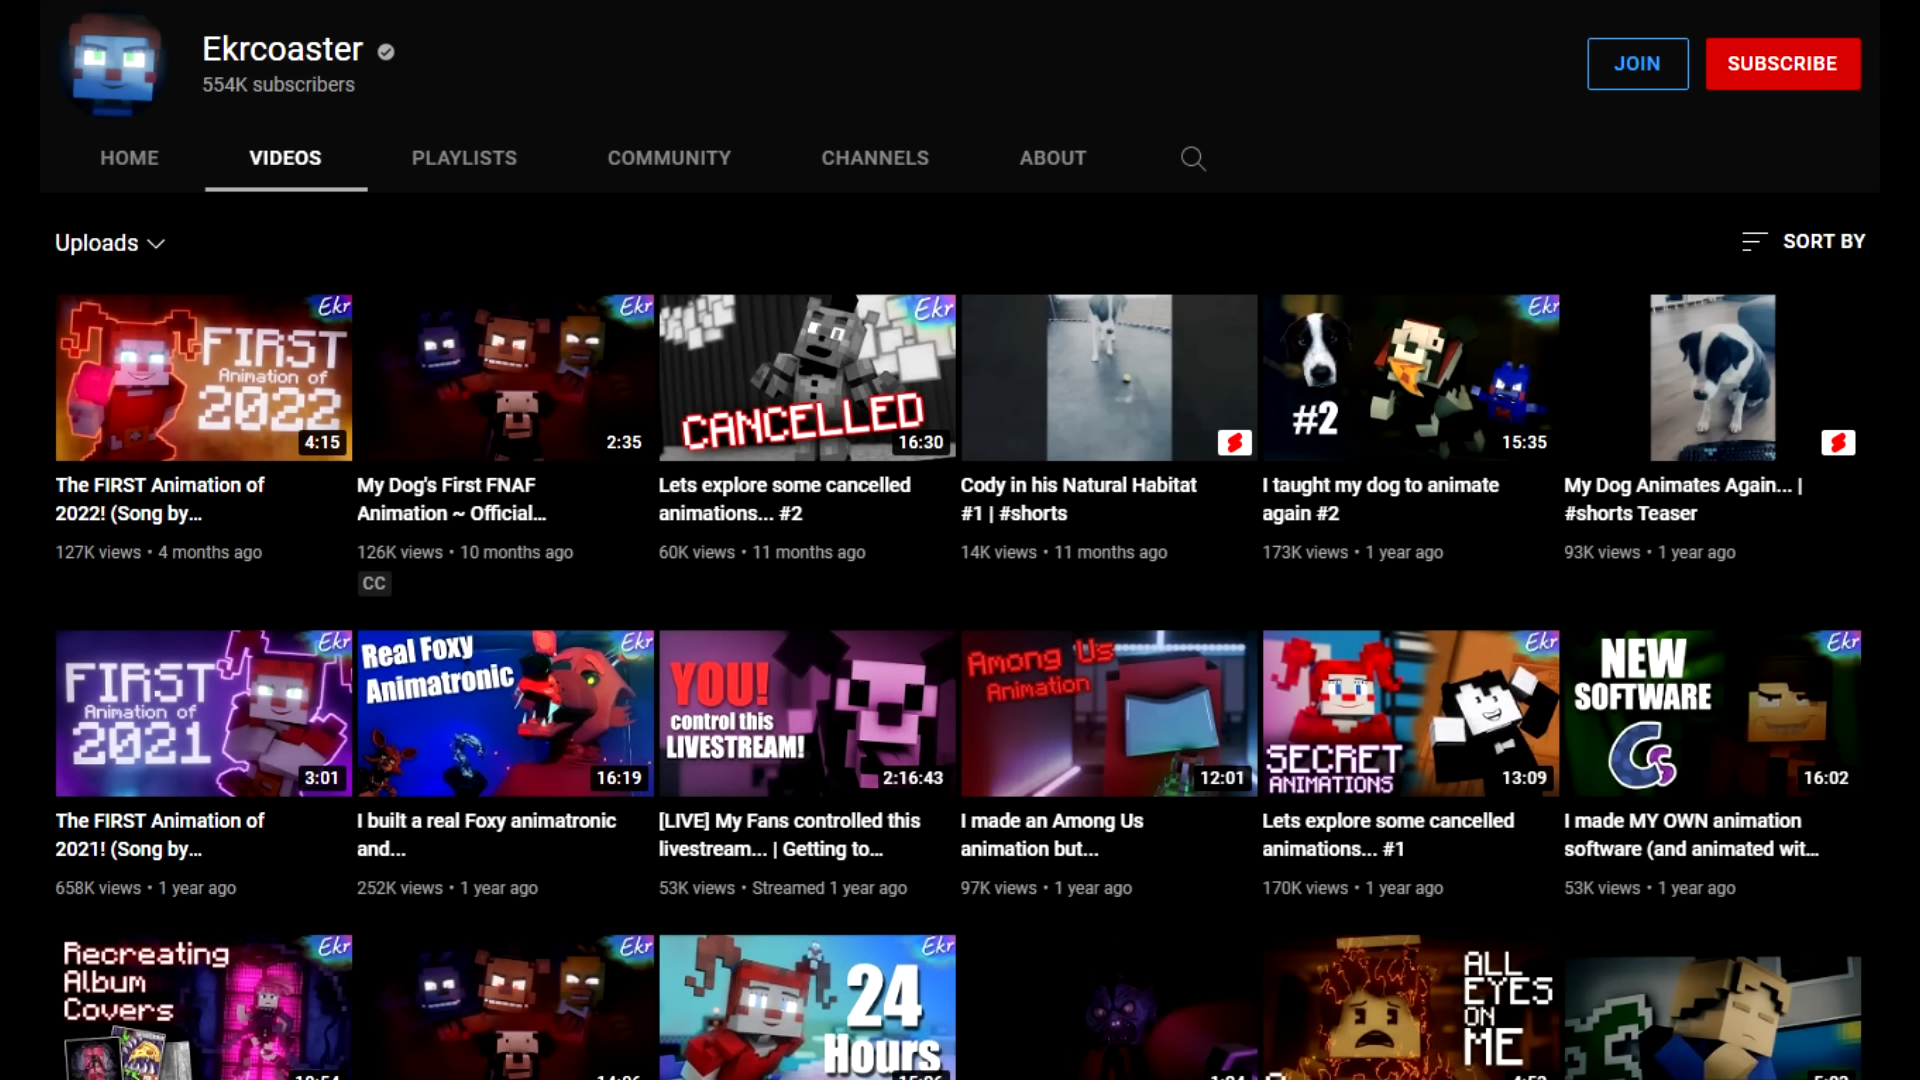 Ekrcoaster
554K subscribers
JOIN
SUBSCRIBE
HOME
VIDEOS
PLAYLISTS
COMMUNITY
CHANNELS
ABOUT
Uploads
SORT BY
Ekr
FIRST
Animation of
2022
4:15
Ekr
2:35
Ekr
CANCELLED
16:30
Ekr
#2
15:35
The FIRST Animation of
2022! (Song by...
127K views • 4 months ago
My Dog's First FNAF
Animation ~ Official...
126K views • 10 months ago
CC
Lets explore some cancelled
animations... #2
60K views • 11 months ago
Cody in his Natural Habitat
#1 | #shorts
14K views • 11 months ago
I taught my dog to animate
again #2
173K views • 1 year ago
My Dog Animates Again... |
#shorts Teaser
93K views • 1 year ago
Ekr
FIRST
Animation of
2021
3:01
Ekr
Real Foxy
Animatronic
16:19
YOU!
control this
LIVESTREAM!
2:16:43
Among Us
Animation
12:01
Ekr
SECRET
ANIMATIONS
13:09
Ekr
NEW
SOFTWARE
16:02
The FIRST Animation of
2021! (Song by...
658K views • 1 year ago
I built a real Foxy animatronic
and...
252K views • 1 year ago
[LIVE] My Fans controlled this
livestream... | Getting to...
53K views • Streamed 1 year ago
I made an Among Us
animation but...
97K views • 1 year ago
Lets explore some cancelled
animations... #1
170K views • 1 year ago
I made MY OWN animation
software (and animated wit...
53K views • 1 year ago
Ekr
Recreating
Album
Covers
Ekr
Ekr
24
Hours
ALL
EYES
ON
ME